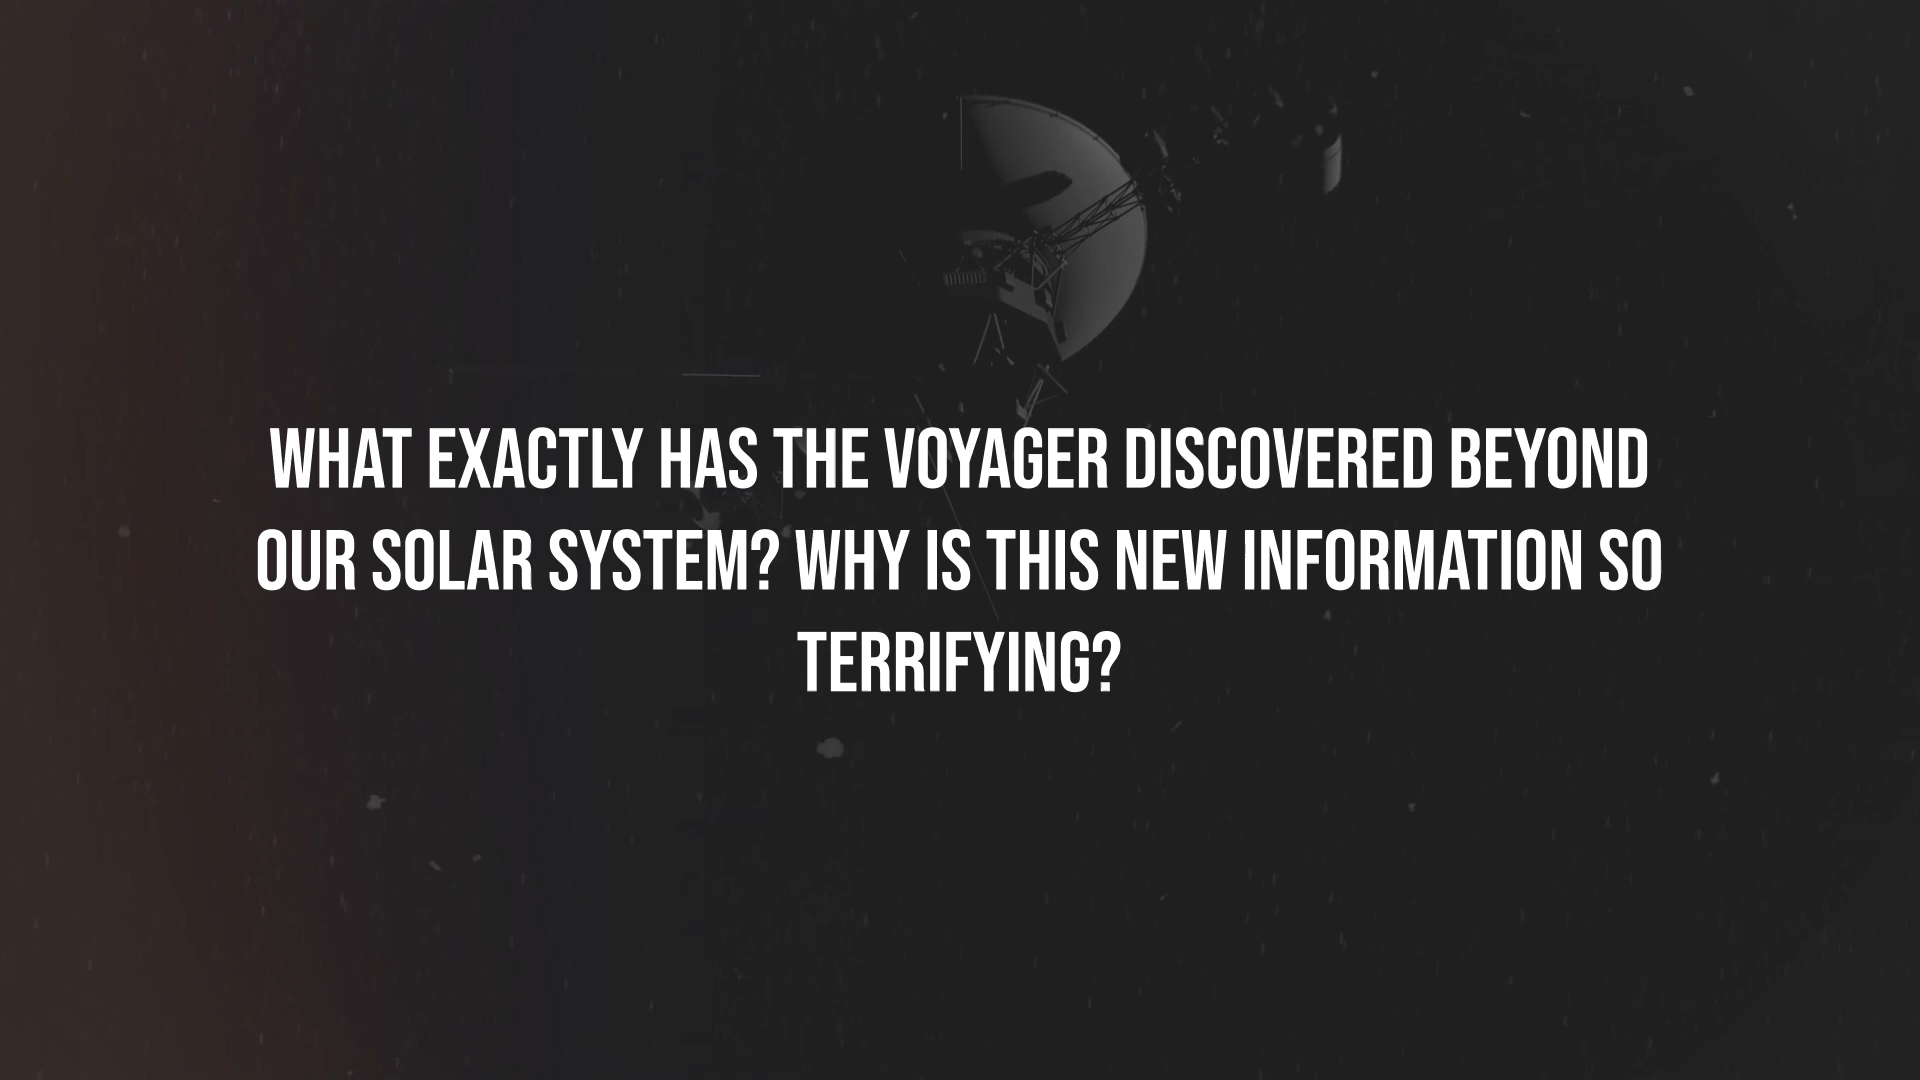 WHAT EXACTLY HAS THE VOYAGER DISCOVERED BEYOND
OUR SOLAR SYSTEM? WHY IS THIS NEW INFORMATION SO
TERRIFYING?